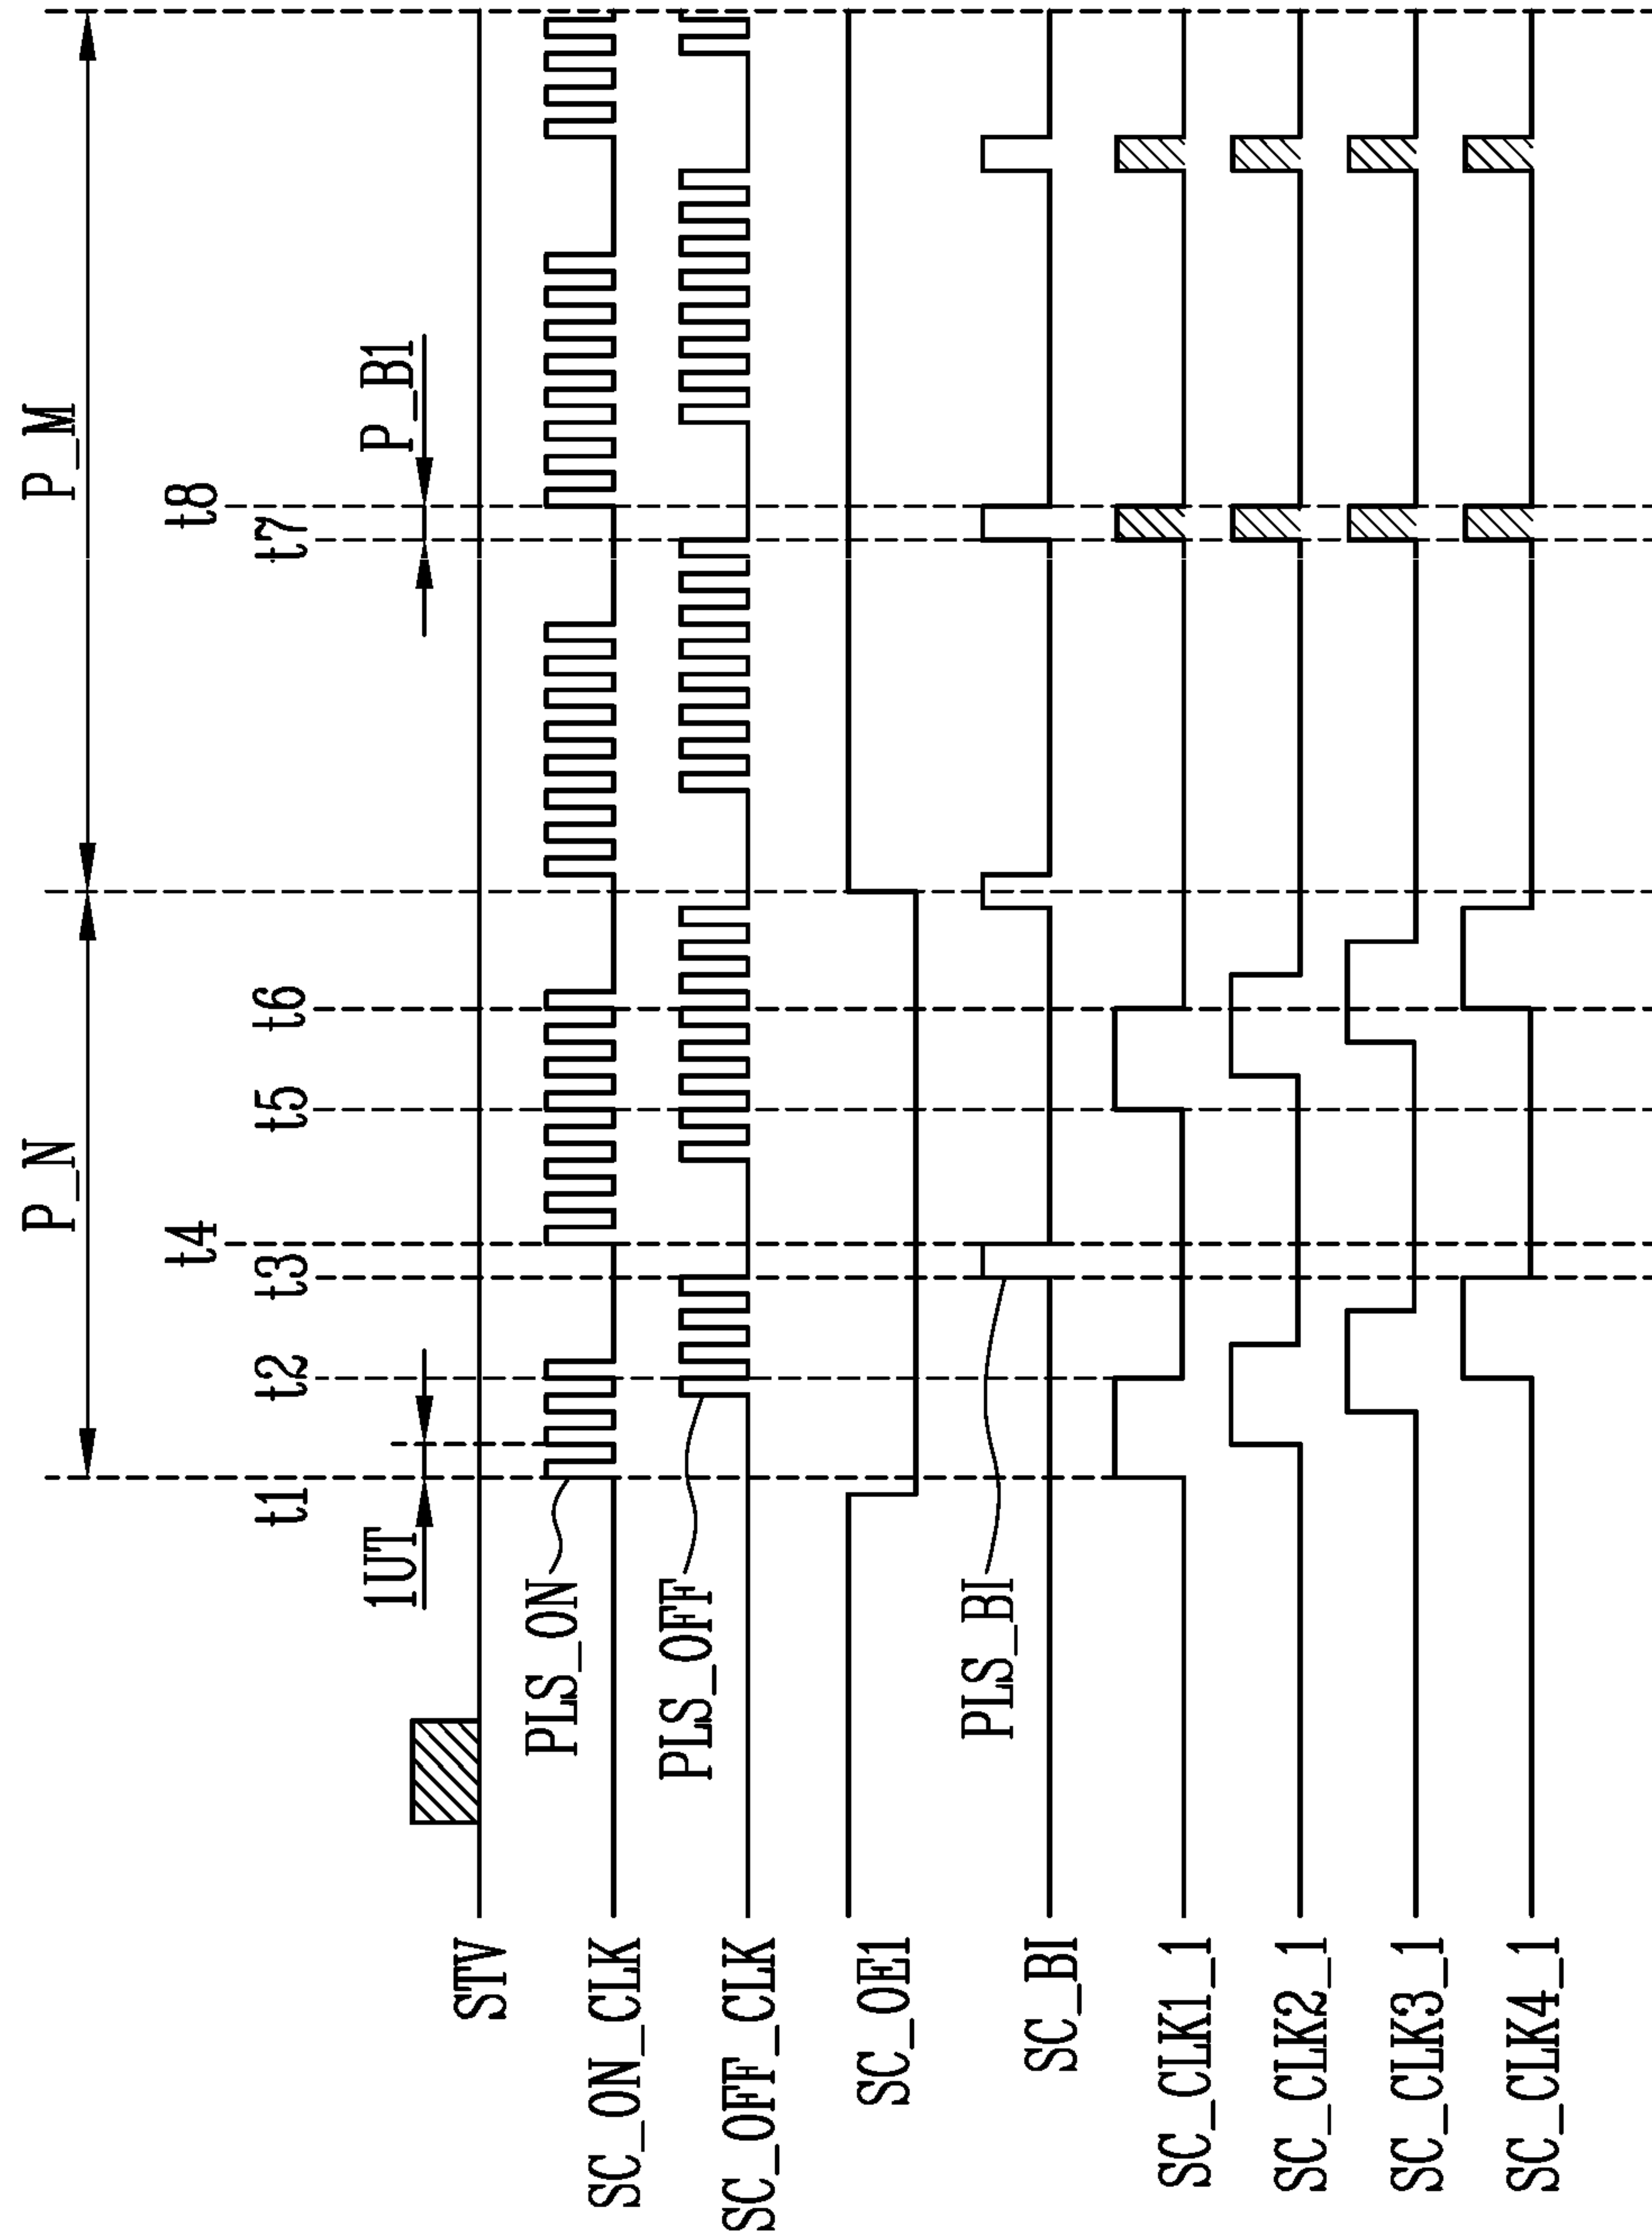 P_N
P_M
t4
t8
t1
t2
t3
t5
t6
t7
1UT
P_B1
STV
PLS_ON
SC_ON_CLK
PLS_OFF
SC_OFF_CLK
SC_OE1
PLS_BI
SC_BI
SC_CLK1_1
SC_CLK2_1
SC_CLK3_1
SC_CLK4_1